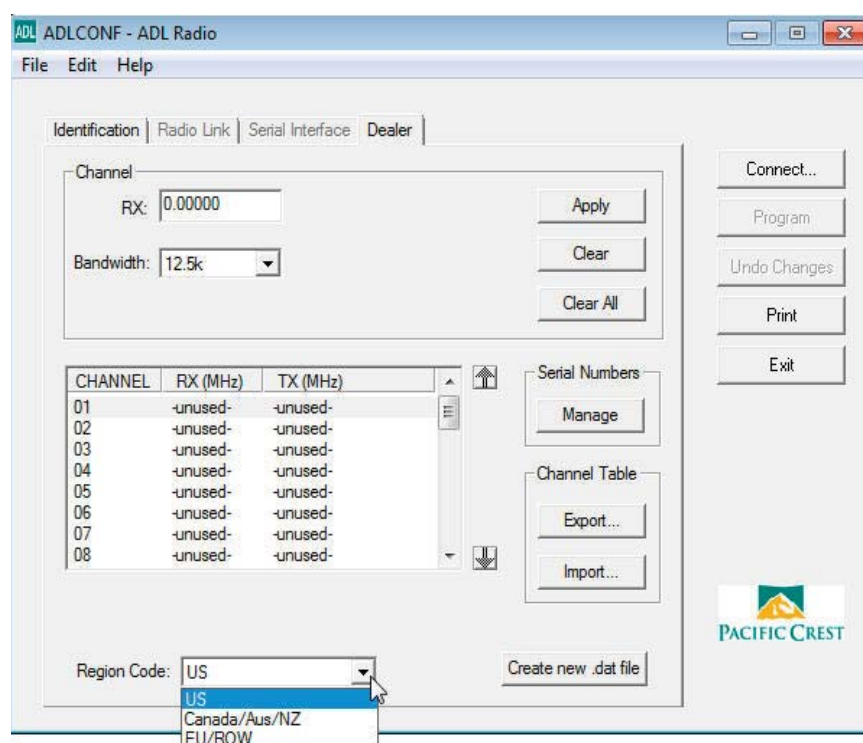 ADL ADLCONF - ADL Radio
File Edit Help
Identification Radio Link Serial Interface Dealer
Channel
RX: 0.00000
Bandwidth: 12.5k
Apply
Clear
Clear All
CHANNEL RX (MHz) TX (MHz)
01 -unused- -unused-
02 -unused- -unused-
03 -unused- -unused-
04 -unused- -unused-
05 -unused- -unused-
06 -unused- -unused-
07 -unused- -unused-
08 -unused- -unused-
Serial Numbers
Manage
Channel Table
Export...
Import...
Region Code: US
US
Canada/Aus/NZ
EU/ROW
Create new .dat file
Connect...
Program
Undo Changes
Print
Exit
PACIFIC CREST